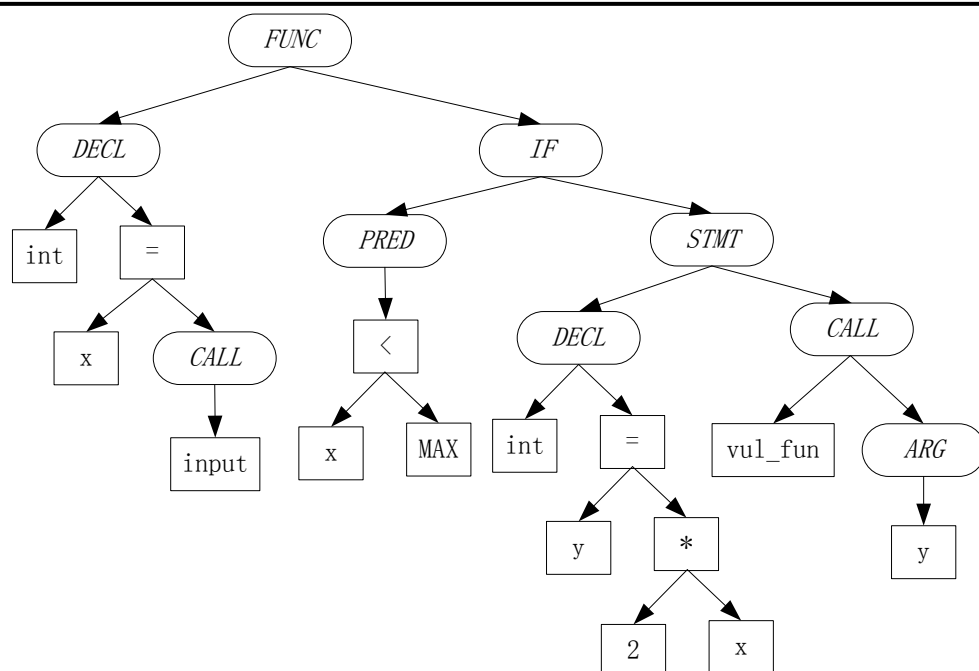 FUNC
DECL
IF
int
=
PRED
STMT
x
CALL
<
DECL
CALL
input
x
MAX
int
=
vul_fun
ARG
y
*
y
2
x